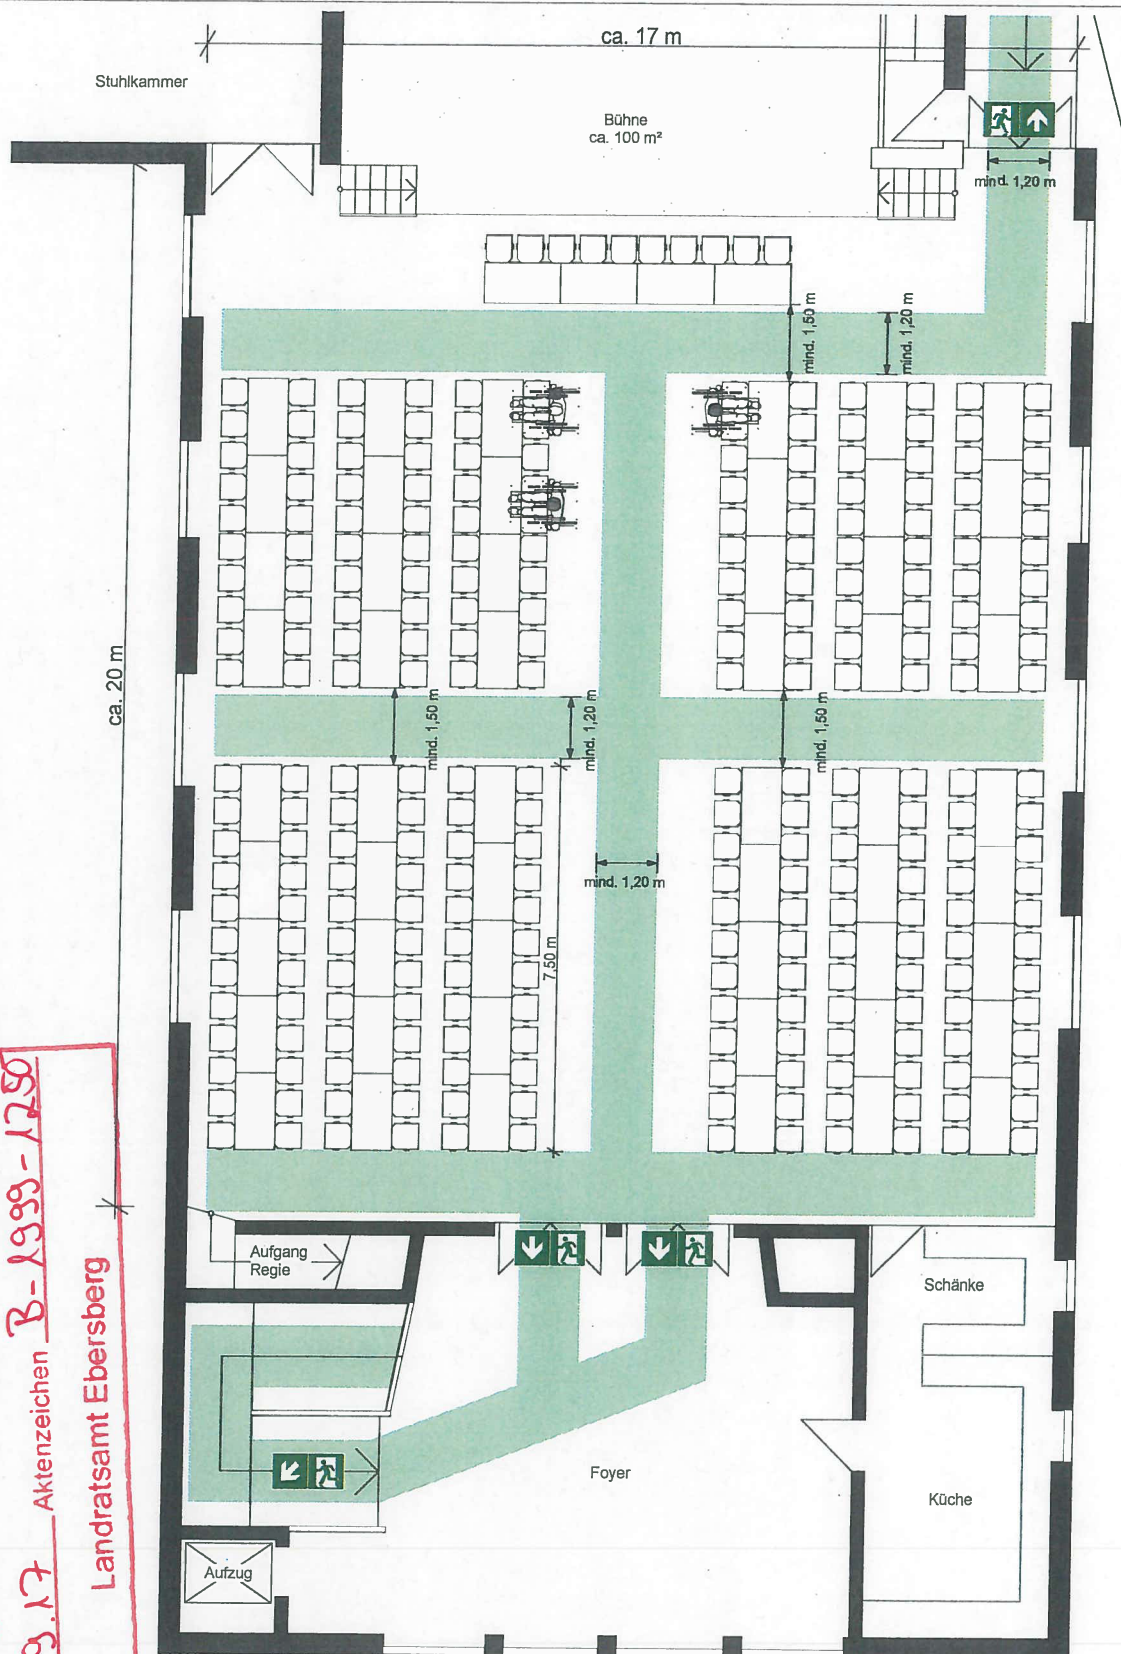 ca. 17 m
Stuhlkammer
Bühne
ca. 100 m²
mind. 1,20 m
mind. 1,50 m
mind. 1,20 m
ca. 20 m
mind. 1,50 m
mind. 1,20 m
mind. 1,50 m
mind. 1,20 m
7,50 m
Aufgang
Regie
Schänke
Foyer
Küche
Aufzug
9.17 Aktenzeichen B-1999-1250
Landratsamt Ebersberg